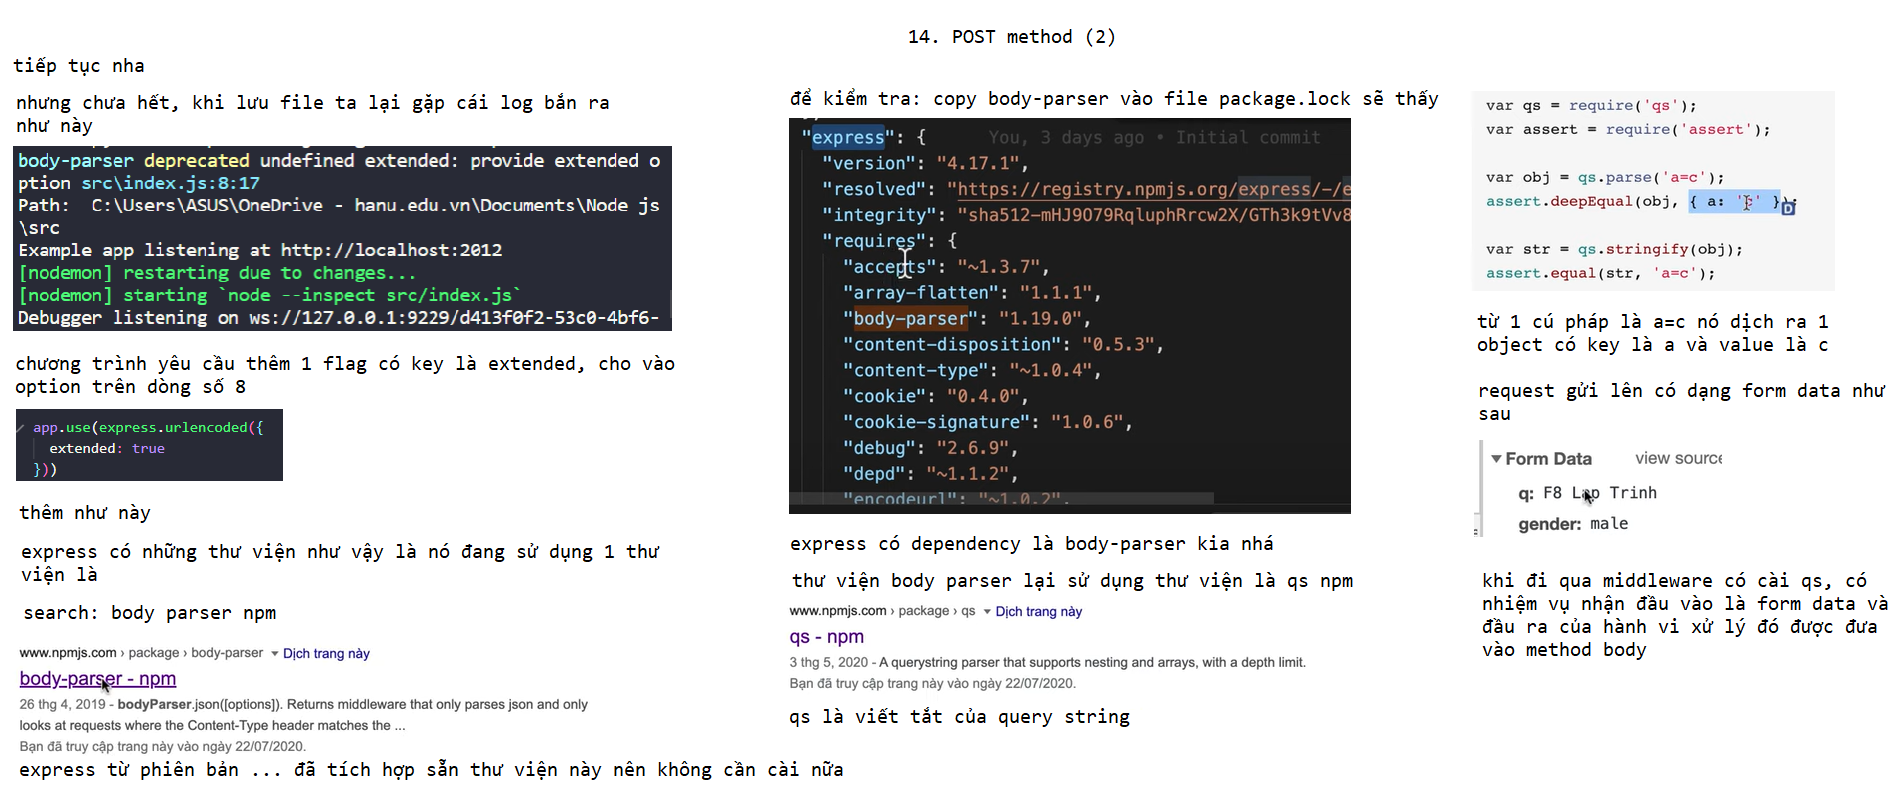 14. POST method (2)
tiếp tục nha
nhưng chưa hết, khi lưu file ta lại gặp cái log bắn ra
như này
body-parser deprecated undefined extended: provide extended o
ption src\index.js:8:17
Path:  C:\Users\ASUS\OneDrive - hanu.edu.vn\Documents\Node js
\src
Example app listening at http://localhost:2012
[nodemon] restarting due to changes...
[nodemon] starting `node --inspect src/index.js`
Debugger listening on ws://127.0.0.1:9229/d413f0f2-53c0-4bf6-
chương trình yêu cầu thêm 1 flag có key là extended, cho vào
option trên dòng số 8
app.use(express.urlencoded({
extended: true
}))
thêm như này
express có những thư viện như vậy là nó đang sử dụng 1 thư
viện là
search: body parser npm
www.npmjs.com › package › body-parser ▾ Dịch trang này
body-parser - npm
26 thg 4, 2019 - bodyParser.json([options]). Returns middleware that only parses json and only
looks at requests where the Content-Type header matches the ...
Bạn đã truy cập trang này vào ngày 22/07/2020.
express từ phiên bản ... đã tích hợp sẵn thư viện này nên không cần cài nữa
để kiểm tra: copy body-parser vào file package.lock sẽ thấy
"express": { You, 3 days ago • Initial commit
"version": "4.17.1",
"resolved": "https://registry.npmjs.org/express/-/e
"integrity": "sha512-mHJ9O79RqluphRrcw2X/GTh3k9tVv8
"requires": {
"accepts": "~1.3.7",
"array-flatten": "1.1.1",
"body-parser": "1.19.0",
"content-disposition": "0.5.3",
"content-type": "~1.0.4",
"cookie": "0.4.0",
"cookie-signature": "1.0.6",
"debug": "2.6.9",
"depd": "~1.1.2",
"encodeurl": "~1.0.2",
express có dependency là body-parser kia nhá
thư viện body parser lại sử dụng thư viện là qs npm
www.npmjs.com › package › qs ▾ Dịch trang này
qs - npm
3 thg 5, 2020 - A querystring parser that supports nesting and arrays, with a depth limit.
Bạn đã truy cập trang này vào ngày 22/07/2020.
qs là viết tắt của query string
var qs = require('qs');
var assert = require('assert');
var obj = qs.parse('a=c');
assert.deepEqual(obj, { a: 'c' });
var str = qs.stringify(obj);
assert.equal(str, 'a=c');
từ 1 cú pháp là a=c nó dịch ra 1
object có key là a và value là c
request gửi lên có dạng form data như
sau
▼ Form Data view source
q: F8 Lap Trinh
gender: male
khi đi qua middleware có cài qs, có
nhiệm vụ nhận đầu vào là form data và
đầu ra của hành vi xử lý đó được đưa
vào method body